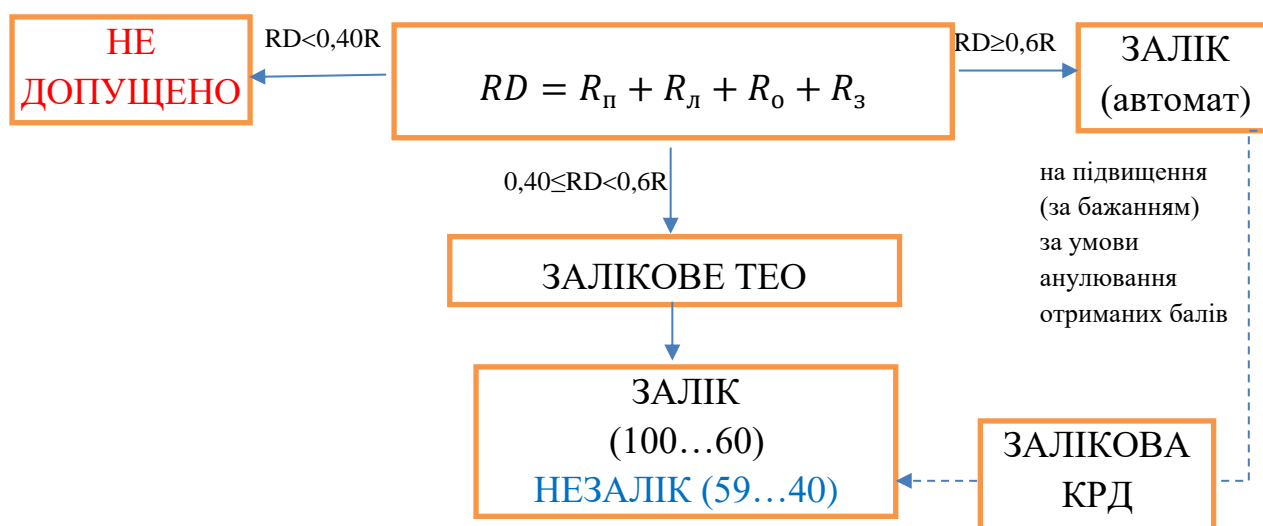 НЕ
ДОПУЩЕНО
RD<0,40R
RD = Rп + Rл + Rо + Rз
RD≥0,6R
ЗАЛІК
(автомат)
0,40≤RD<0,6R
на підвищення
(за бажанням)
за умови
анулювання
отриманих балів
ЗАЛІКОВЕ ТЕО
ЗАЛІК
(100…60)
НЕЗАЛІК (59…40)
ЗАЛІКОВА
КРД